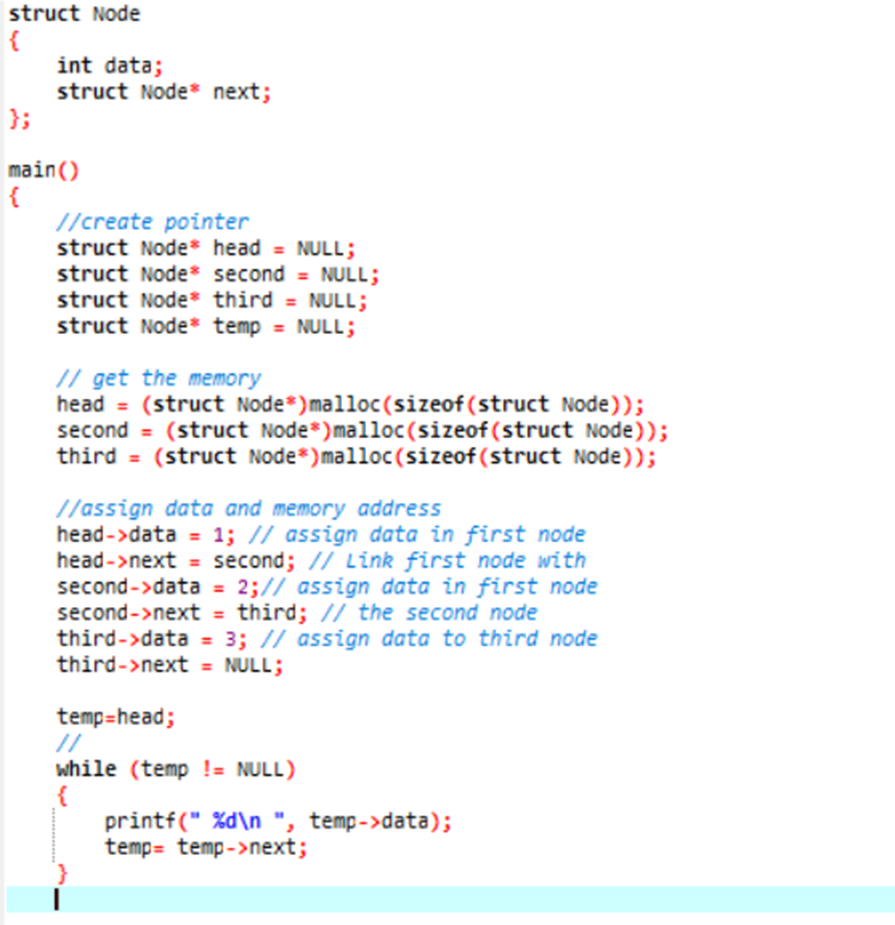 struct Node
{
    int data;
    struct Node* next;
};

main()
{
    //create pointer
    struct Node* head = NULL;
    struct Node* second = NULL;
    struct Node* third = NULL;
    struct Node* temp = NULL;

    // get the memory
    head = (struct Node*)malloc(sizeof(struct Node));
    second = (struct Node*)malloc(sizeof(struct Node));
    third = (struct Node*)malloc(sizeof(struct Node));

    //assign data and memory address
    head->data = 1; // assign data in first node
    head->next = second; // Link first node with
    second->data = 2;// assign data in first node
    second->next = third; // the second node
    third->data = 3; // assign data to third node
    third->next = NULL;

    temp=head;
    //
    while (temp != NULL)
    {
        printf(" %d\n ", temp->data);
        temp= temp->next;
    }